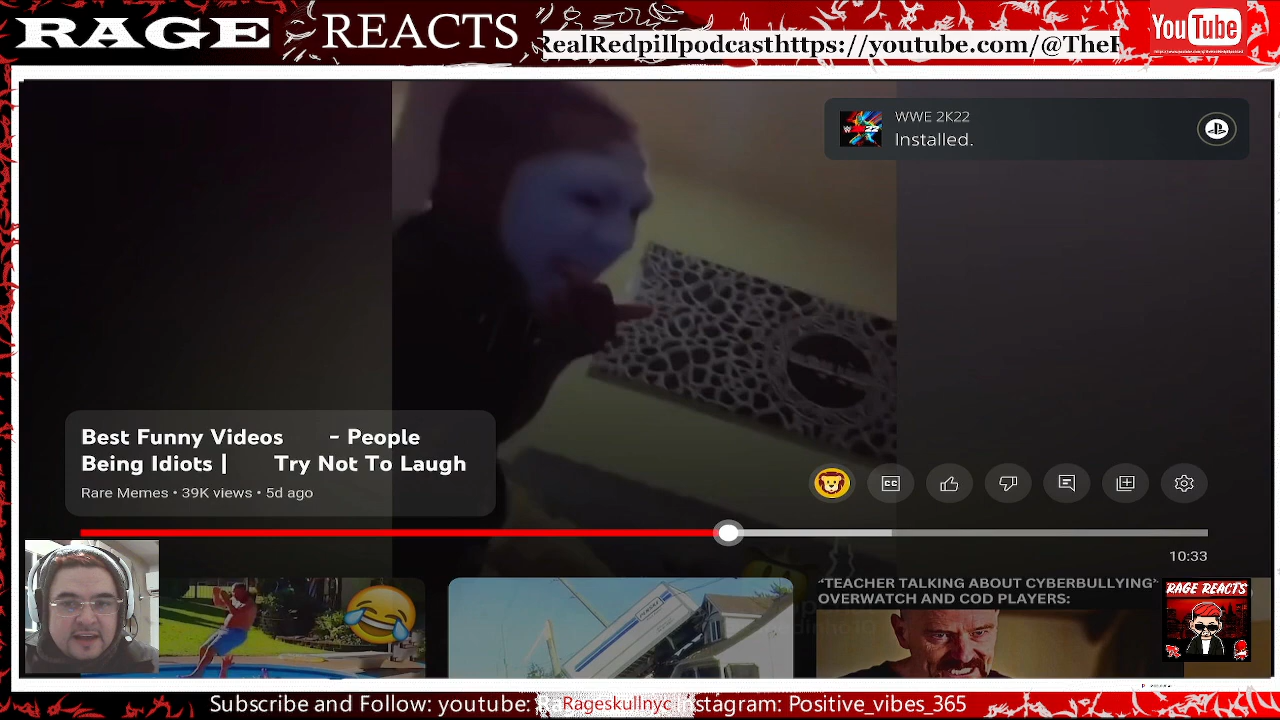 RAGE REACTS
RealRedpillpodcasthttps://youtube.com/@TheR
YouTube
WWE 2K22
Installed.
Best Funny Videos - People
Being Idiots | Try Not To Laugh
Rare Memes • 39K views • 5d ago
CC
10:33
"TEACHER TALKING ABOUT CYBERBULLYING"
OVERWATCH AND COD PLAYERS:
RAGE REACTS
Subscribe and Follow: youtube: Rageskullnyc Instagram: Positive_vibes_365